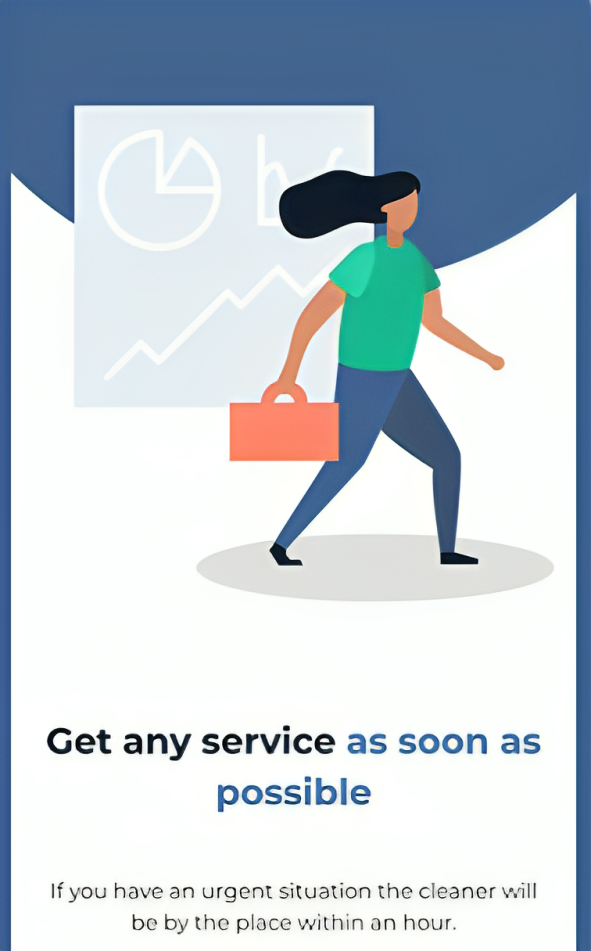 Get any service as soon as
possible
If you have an urgent situation the cleaner will
be by the place within an hour.